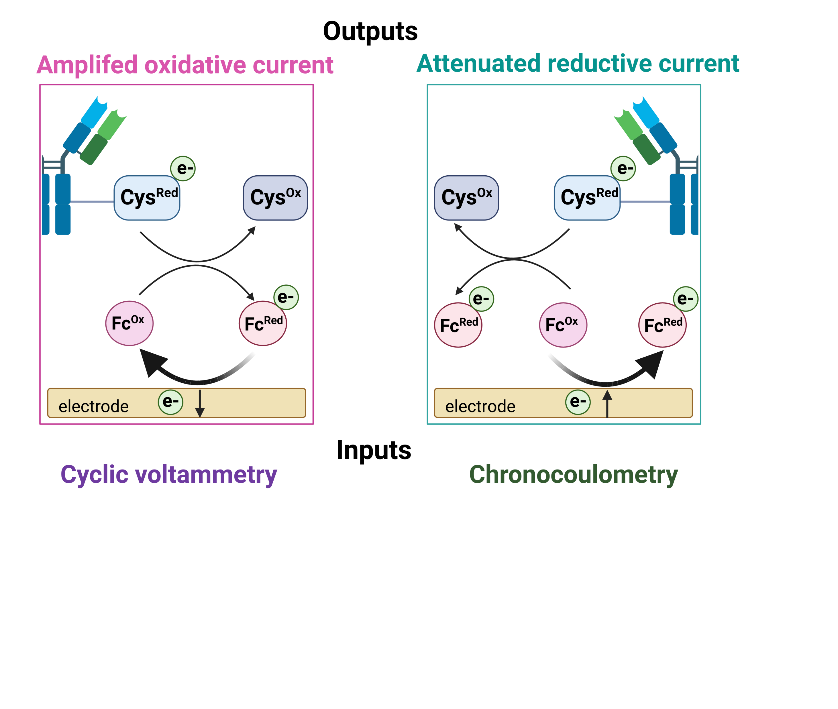 Outputs
Amplifed oxidative current
Attenuated reductive current
e-
e-
Cys^Red
Cys^Ox
Cys^Ox
Cys^Red
e-
e-
e-
Fc^Ox
Fc^Red
Fc^Red
Fc^Ox
Fc^Red
electrode
e-
electrode
e-
Inputs
Cyclic voltammetry
Chronocoulometry